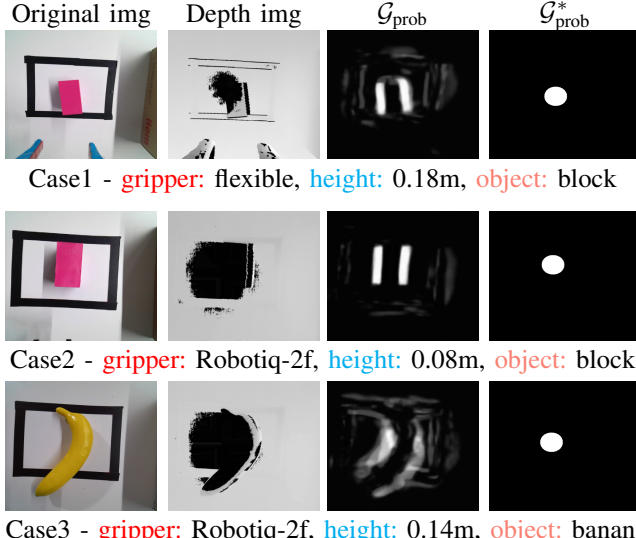 Original img Depth img 𝒢prob 𝒢*prob
Case1 - gripper: flexible, height: 0.18m, object: block
Case2 - gripper: Robotiq-2f, height: 0.08m, object: block
Case3 - gripper: Robotiq-2f, height: 0.14m, object: banan